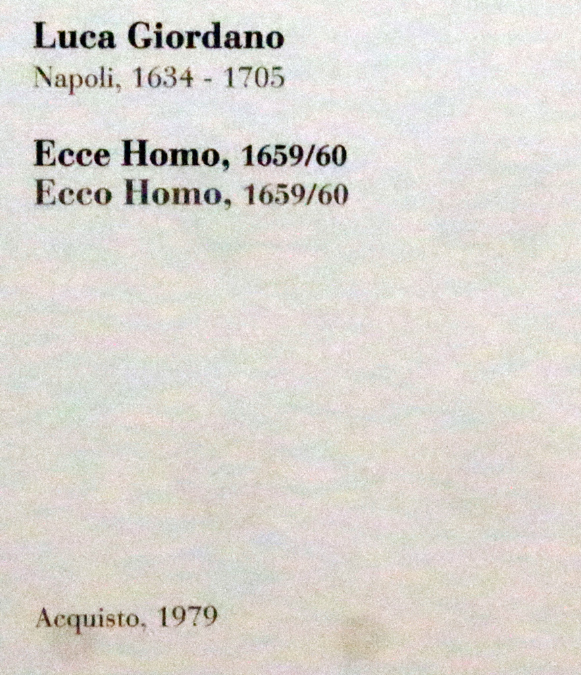 Luca Giordano
Napoli, 1634 - 1705
Ecce Homo, 1659/60
Ecco Homo, 1659/60
Acquisto, 1979